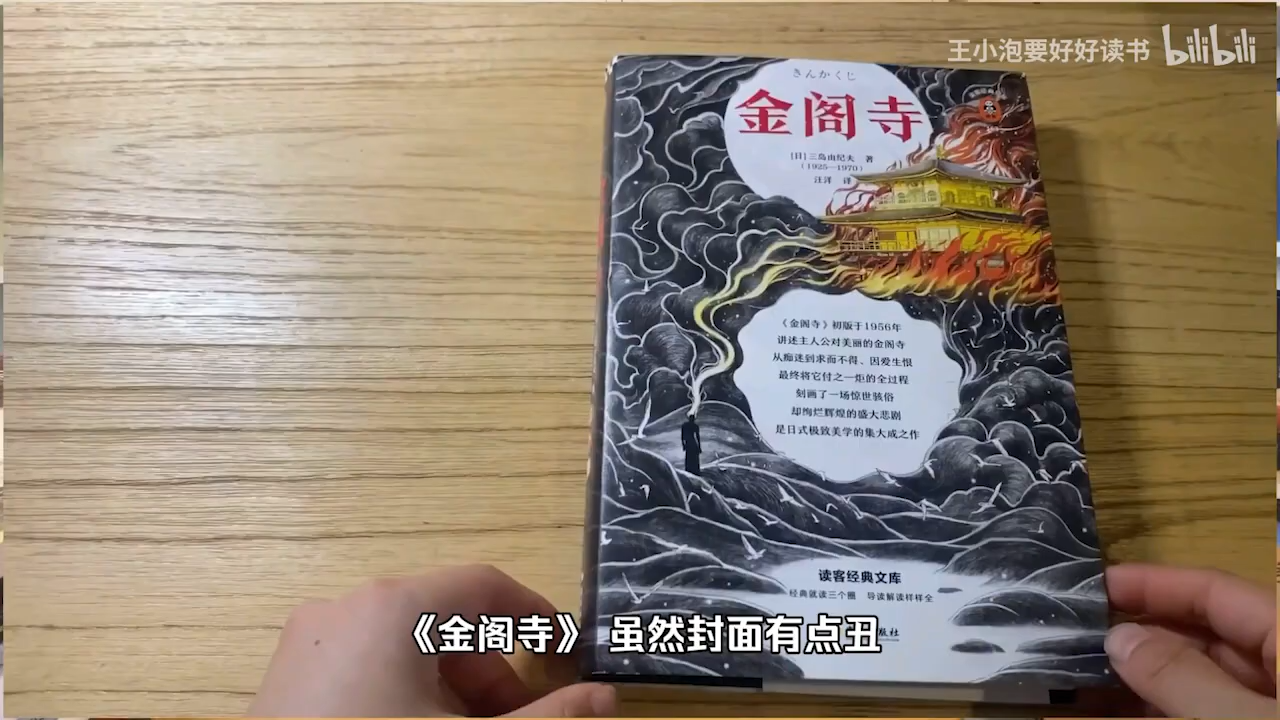 王小泡要好好读书 bilibili
きんかくじ
金阁寺
[日]三岛由纪夫 著
(1925—1970)
汪洋 译
《金阁寺》初版于1956年
讲述主人公对美丽的金阁寺
从痴迷到求而不得、因爱生恨
最终将它付之一炬的全过程
刻画了一场惊世骇俗
却绚烂辉煌的盛大悲剧
是日式极致美学的集大成之作
读客经典文库
经典就读三个圈 导读解读样样全
版社
《金阁寺》 虽然封面有点丑